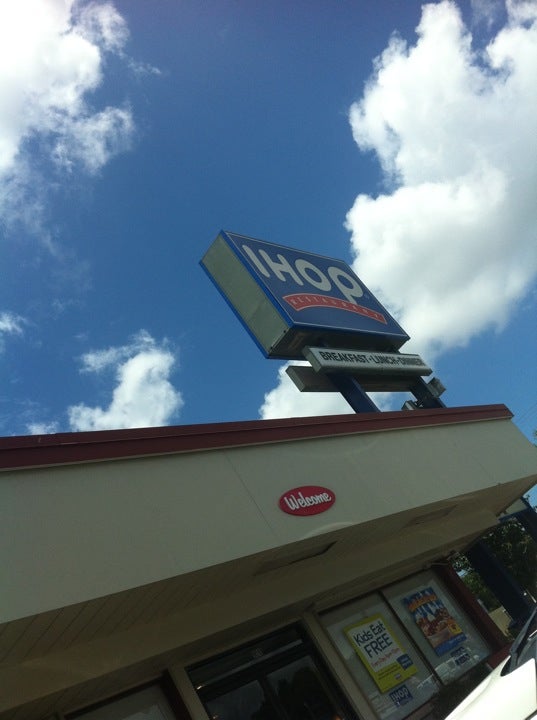 IHOP
RESTAURANT
BREAKFAST • LUNCH • DINNER
Welcome
Kids Eat
FREE
IHOP